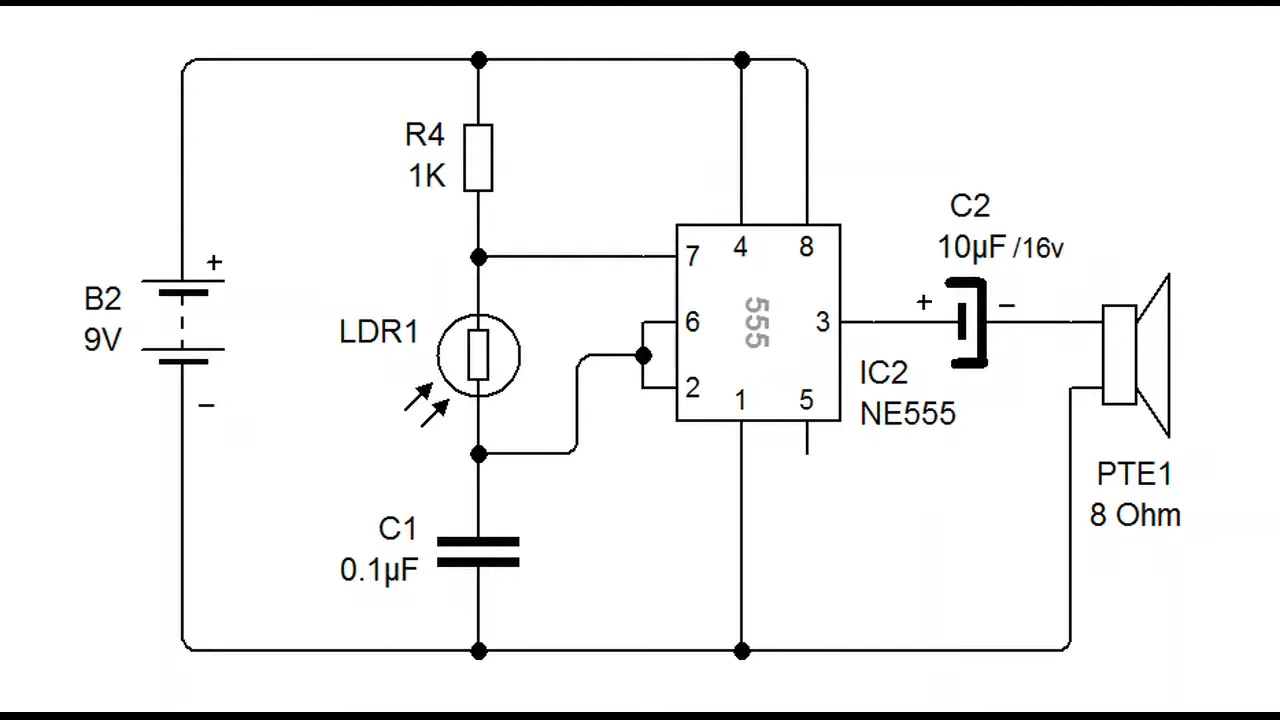 R4
1K
C2
10µF /16v
+
B2
9V
−
LDR1
7
4
8
6
555
3
2
1
5
+
−
IC2
NE555
PTE1
8 Ohm
C1
0.1µF